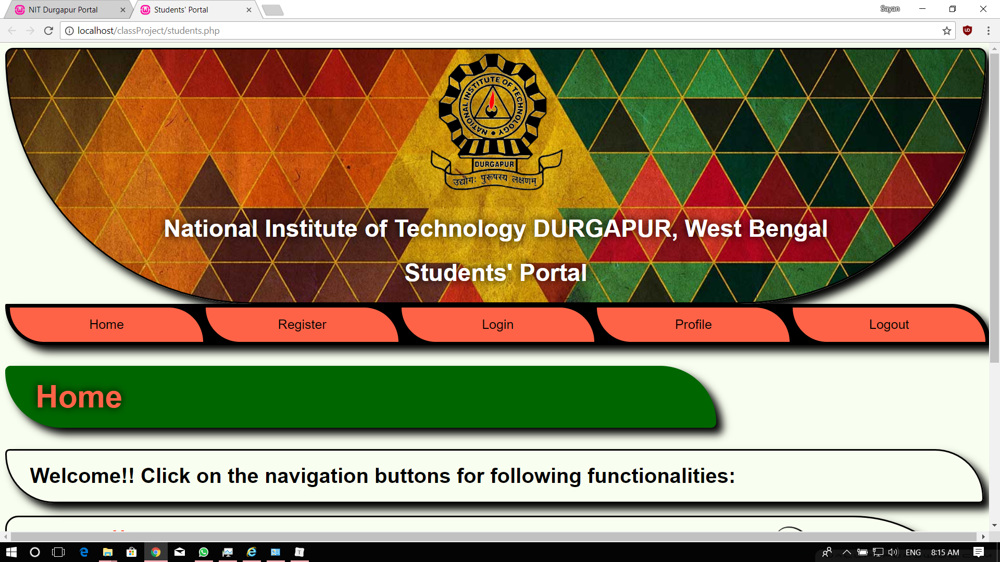 NIT Durgapur Portal
Students' Portal
Sayan
localhost/classProject/students.php
NATIONAL INSTITUTE OF TECHNOLOGY
DURGAPUR
उद्योगः पुरुषस्य लक्षणम्
National Institute of Technology DURGAPUR, West Bengal
Students' Portal
Home Register Login Profile Logout
Home
Welcome!! Click on the navigation buttons for following functionalities:
ENG 8:15 AM